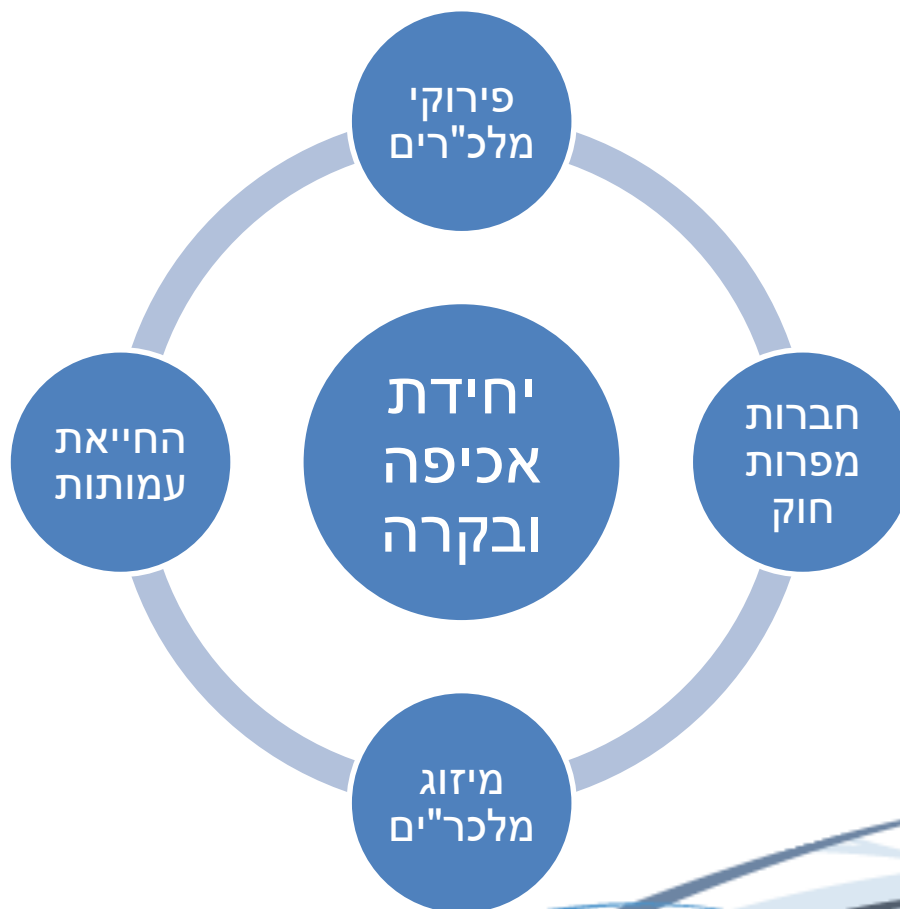 פירוקי
מלכ"רים
יחידת
אכיפה
ובקרה
חברות
מפרות
חוק
מיזוג
מלכר"ים
החייאת
עמותות